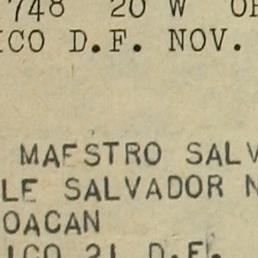 748 20 W OF
ICO D.F. NOV.
MAESTRO SALV
LE SALVADOR N
OACAN
ICO 21 D.F.